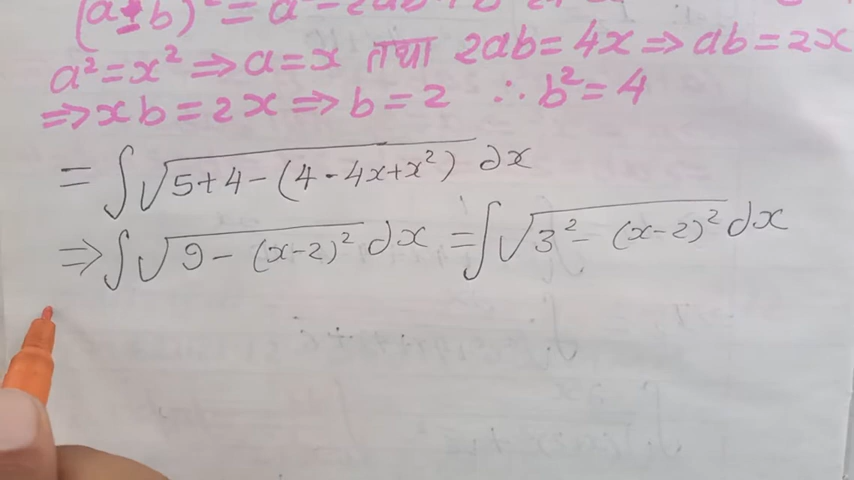 (a±b)² = a² - 2ab + b²
a² = x² ⇒ a = x तथा 2ab = 4x ⇒ ab = 2x
⇒ xb = 2x ⇒ b = 2 ∴ b² = 4
= ∫√5+4-(4-4x+x²) dx
⇒ ∫√9-(x-2)² dx = ∫√3²-(x-2)² dx